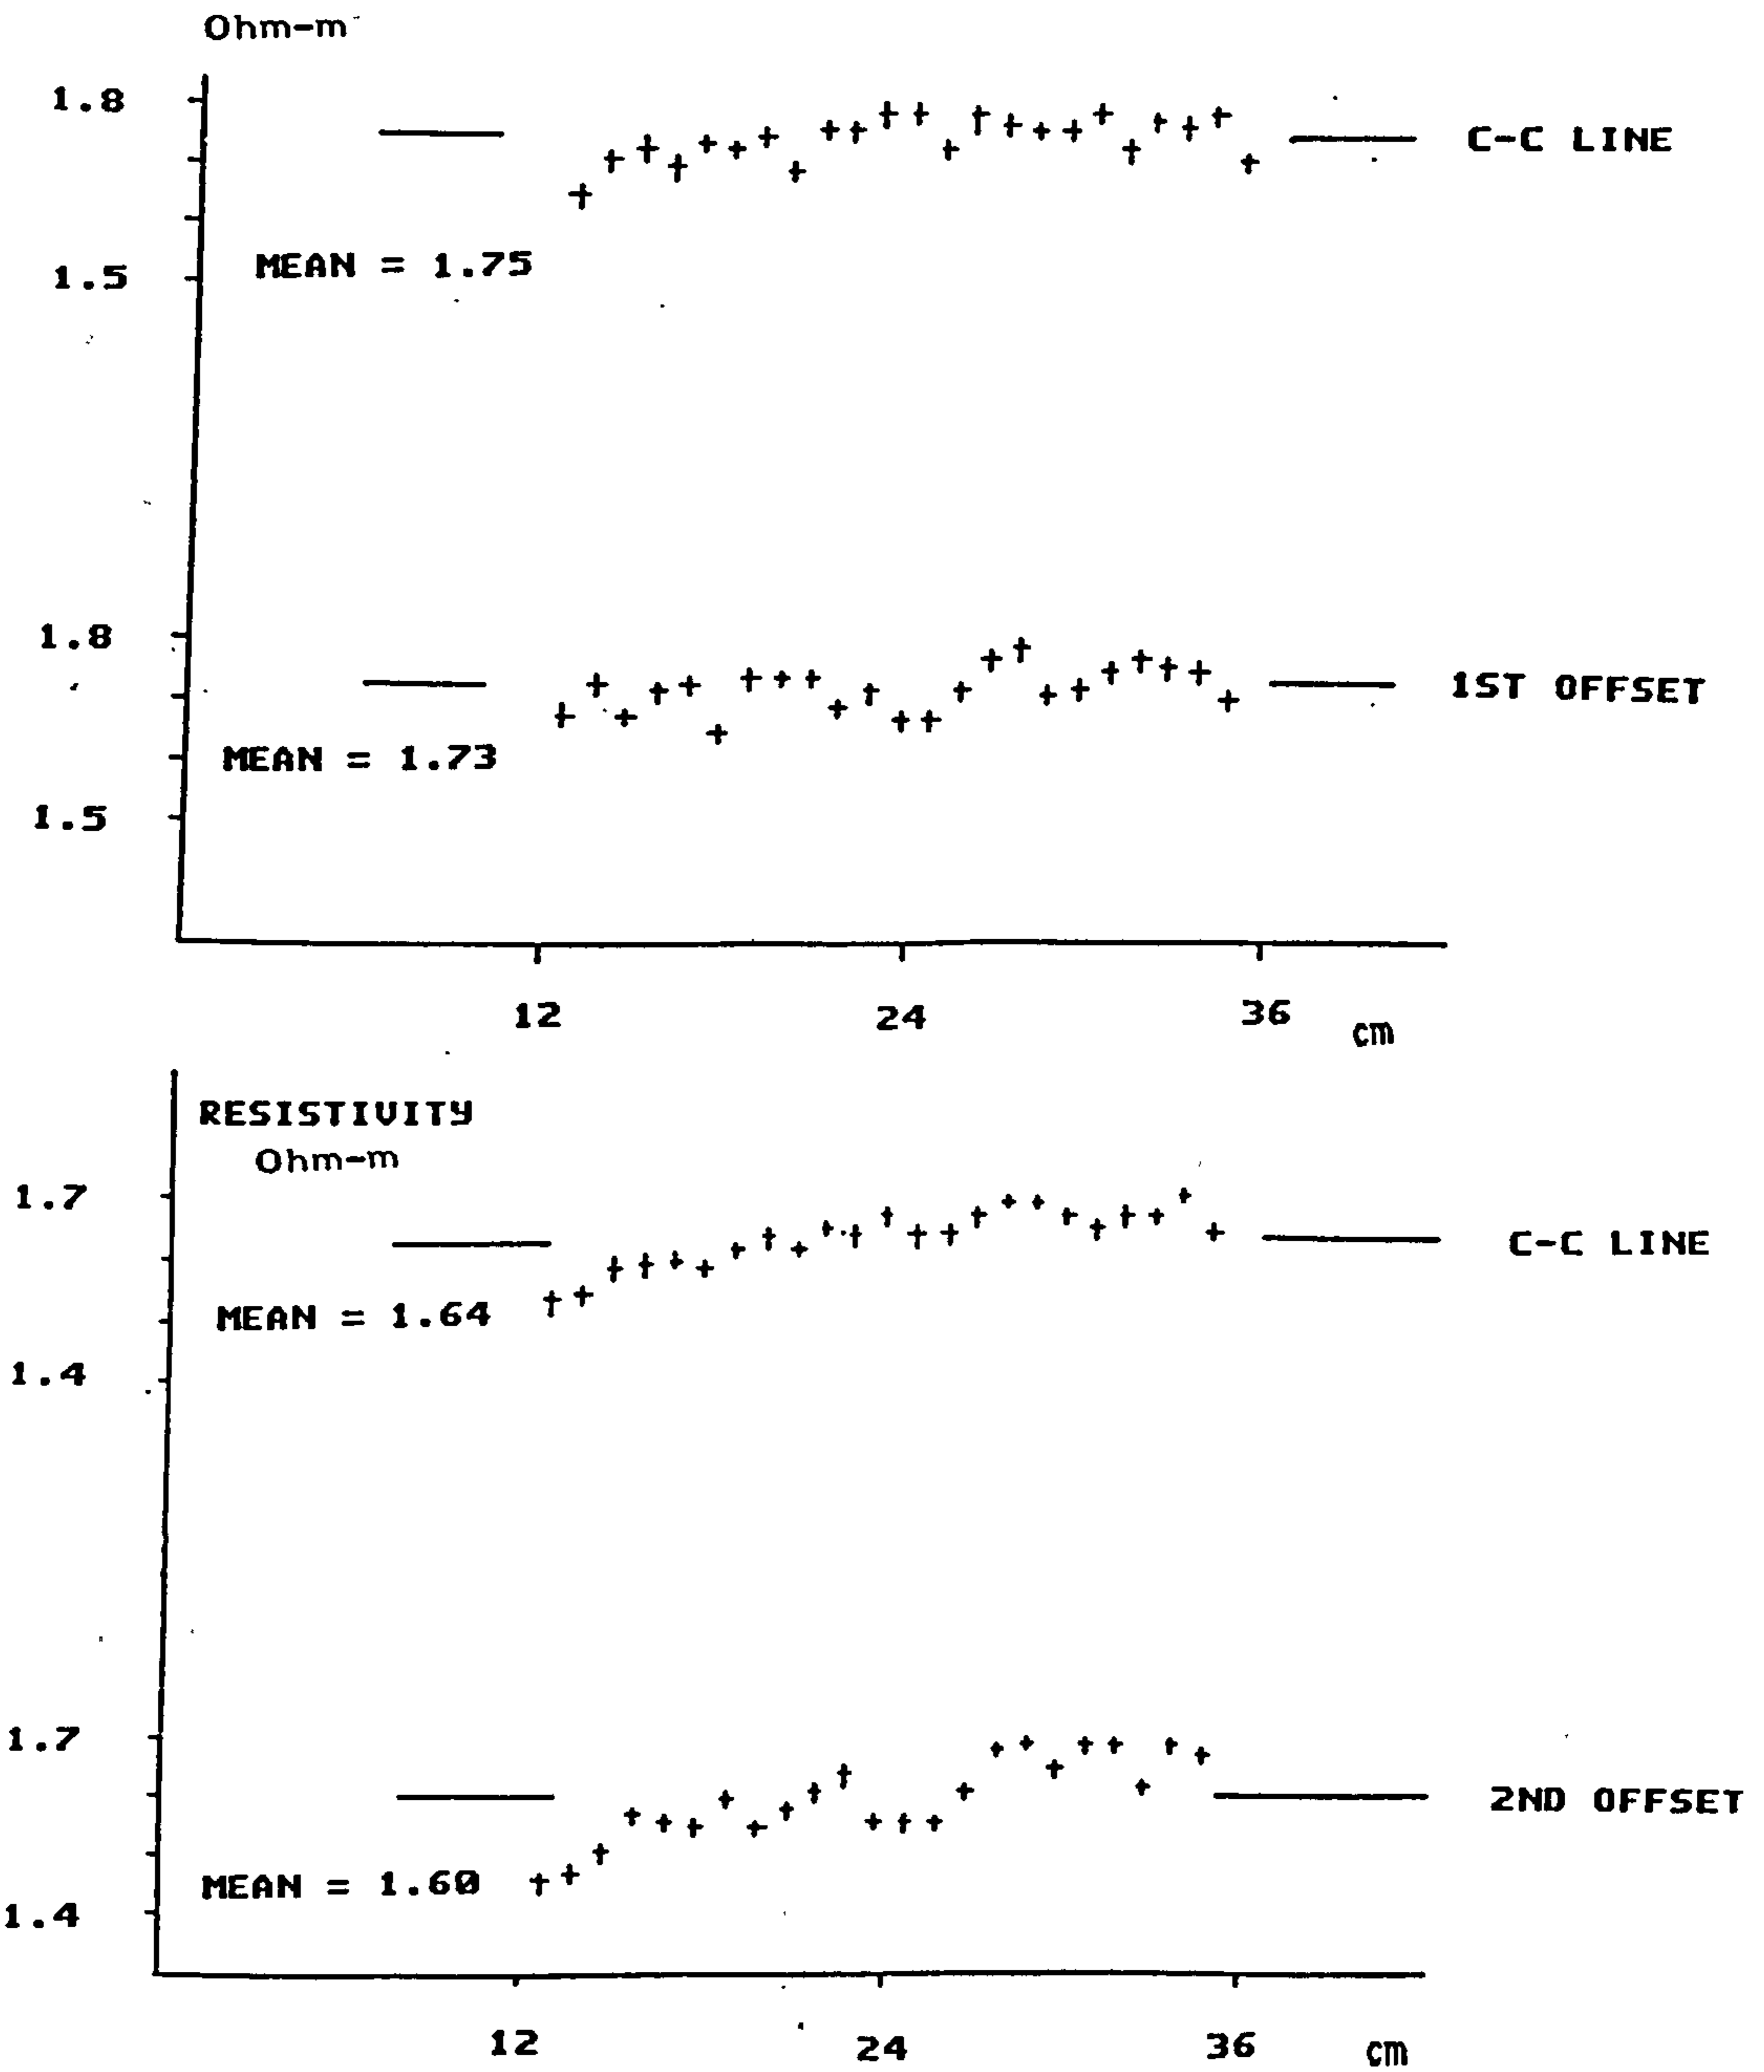 Ohm-m
1.8
C-C LINE
MEAN = 1.75
1.5
1.8
1ST OFFSET
MEAN = 1.73
1.5
12 24 36 cm
RESISTIVITY
Ohm-m
1.7
C-C LINE
MEAN = 1.64
1.4
1.7
2ND OFFSET
MEAN = 1.60
1.4
12 24 36 cm